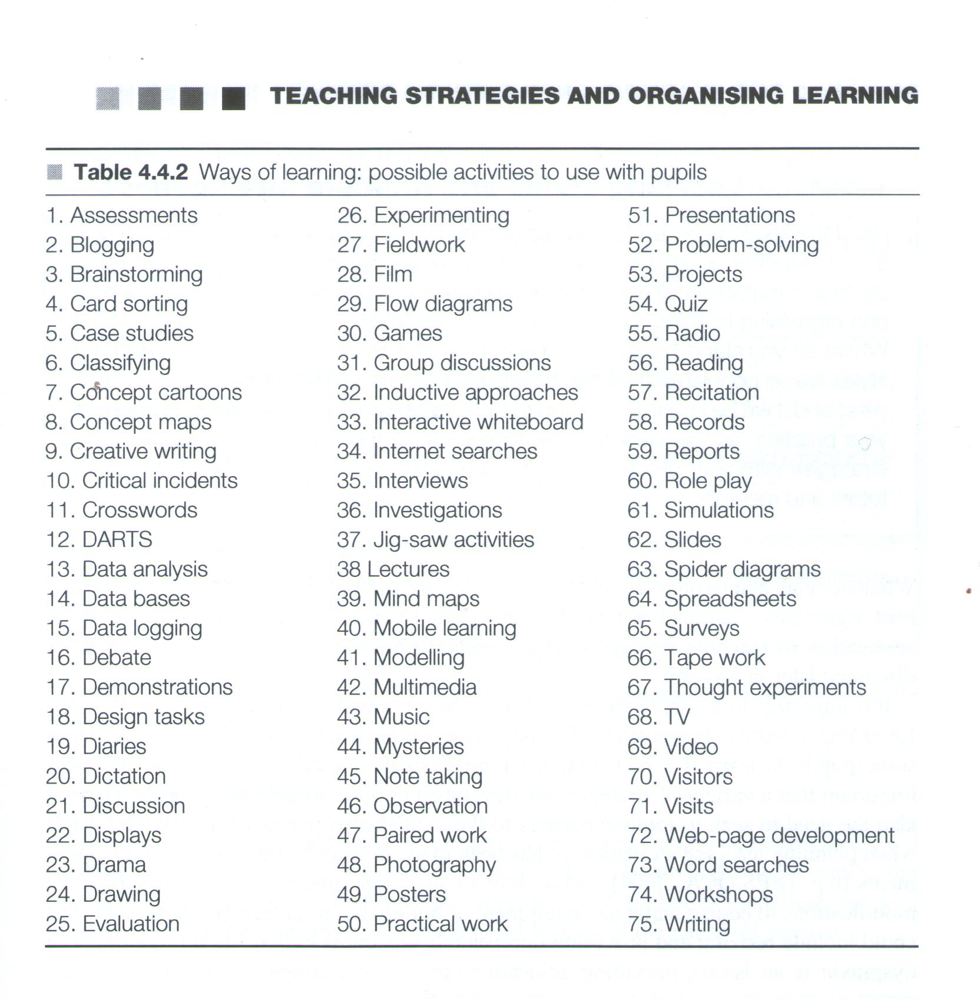 TEACHING STRATEGIES AND ORGANISING LEARNING
Table 4.4.2 Ways of learning: possible activities to use with pupils
1. Assessments
2. Blogging
3. Brainstorming
4. Card sorting
5. Case studies
6. Classifying
7. Concept cartoons
8. Concept maps
9. Creative writing
10. Critical incidents
11. Crosswords
12. DARTS
13. Data analysis
14. Data bases
15. Data logging
16. Debate
17. Demonstrations
18. Design tasks
19. Diaries
20. Dictation
21. Discussion
22. Displays
23. Drama
24. Drawing
25. Evaluation
26. Experimenting
27. Fieldwork
28. Film
29. Flow diagrams
30. Games
31. Group discussions
32. Inductive approaches
33. Interactive whiteboard
34. Internet searches
35. Interviews
36. Investigations
37. Jig-saw activities
38 Lectures
39. Mind maps
40. Mobile learning
41. Modelling
42. Multimedia
43. Music
44. Mysteries
45. Note taking
46. Observation
47. Paired work
48. Photography
49. Posters
50. Practical work
51. Presentations
52. Problem-solving
53. Projects
54. Quiz
55. Radio
56. Reading
57. Recitation
58. Records
59. Reports
60. Role play
61. Simulations
62. Slides
63. Spider diagrams
64. Spreadsheets
65. Surveys
66. Tape work
67. Thought experiments
68. TV
69. Video
70. Visitors
71. Visits
72. Web-page development
73. Word searches
74. Workshops
75. Writing